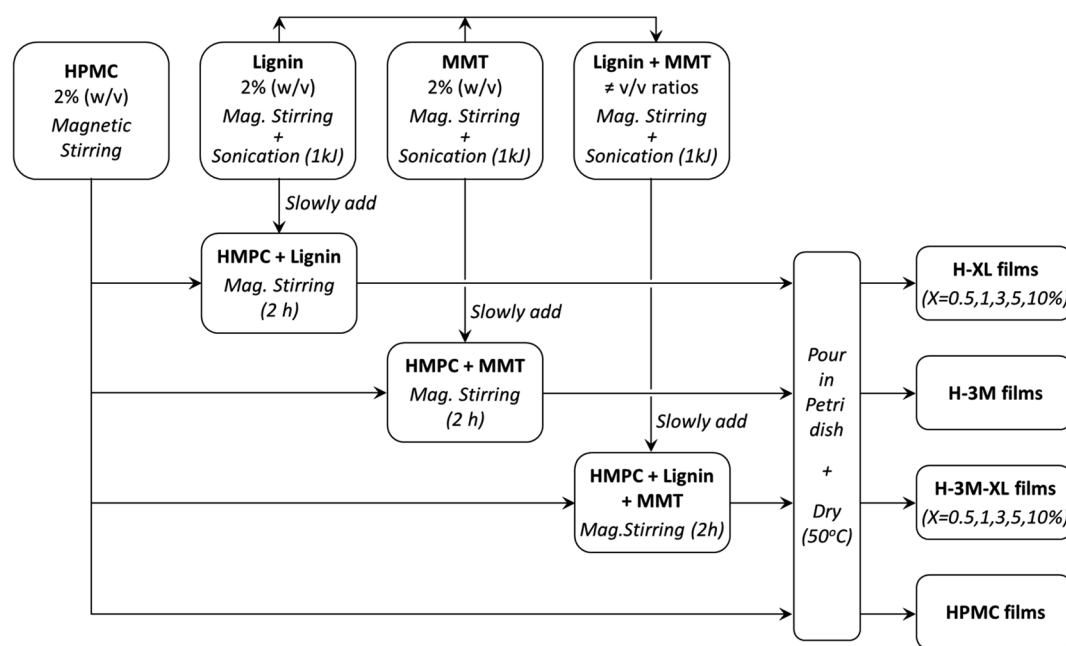 HPMC
2% (w/v)
Magnetic
Stirring
Lignin
2% (w/v)
Mag. Stirring
+
Sonication (1kJ)
MMT
2% (w/v)
Mag. Stirring
+
Sonication (1kJ)
Lignin + MMT
≠ v/v ratios
Mag. Stirring
+
Sonication (1kJ)
Slowly add
HMPC + Lignin
Mag. Stirring
(2 h)
Slowly add
HMPC + MMT
Mag. Stirring
(2 h)
Slowly add
HMPC + Lignin
+ MMT
Mag.Stirring (2h)
Pour
in
Petri
dish
+
Dry
(50°C)
H-XL films
(X=0.5,1,3,5,10%)
H-3M films
H-3M-XL films
(X=0.5,1,3,5,10%)
HPMC films